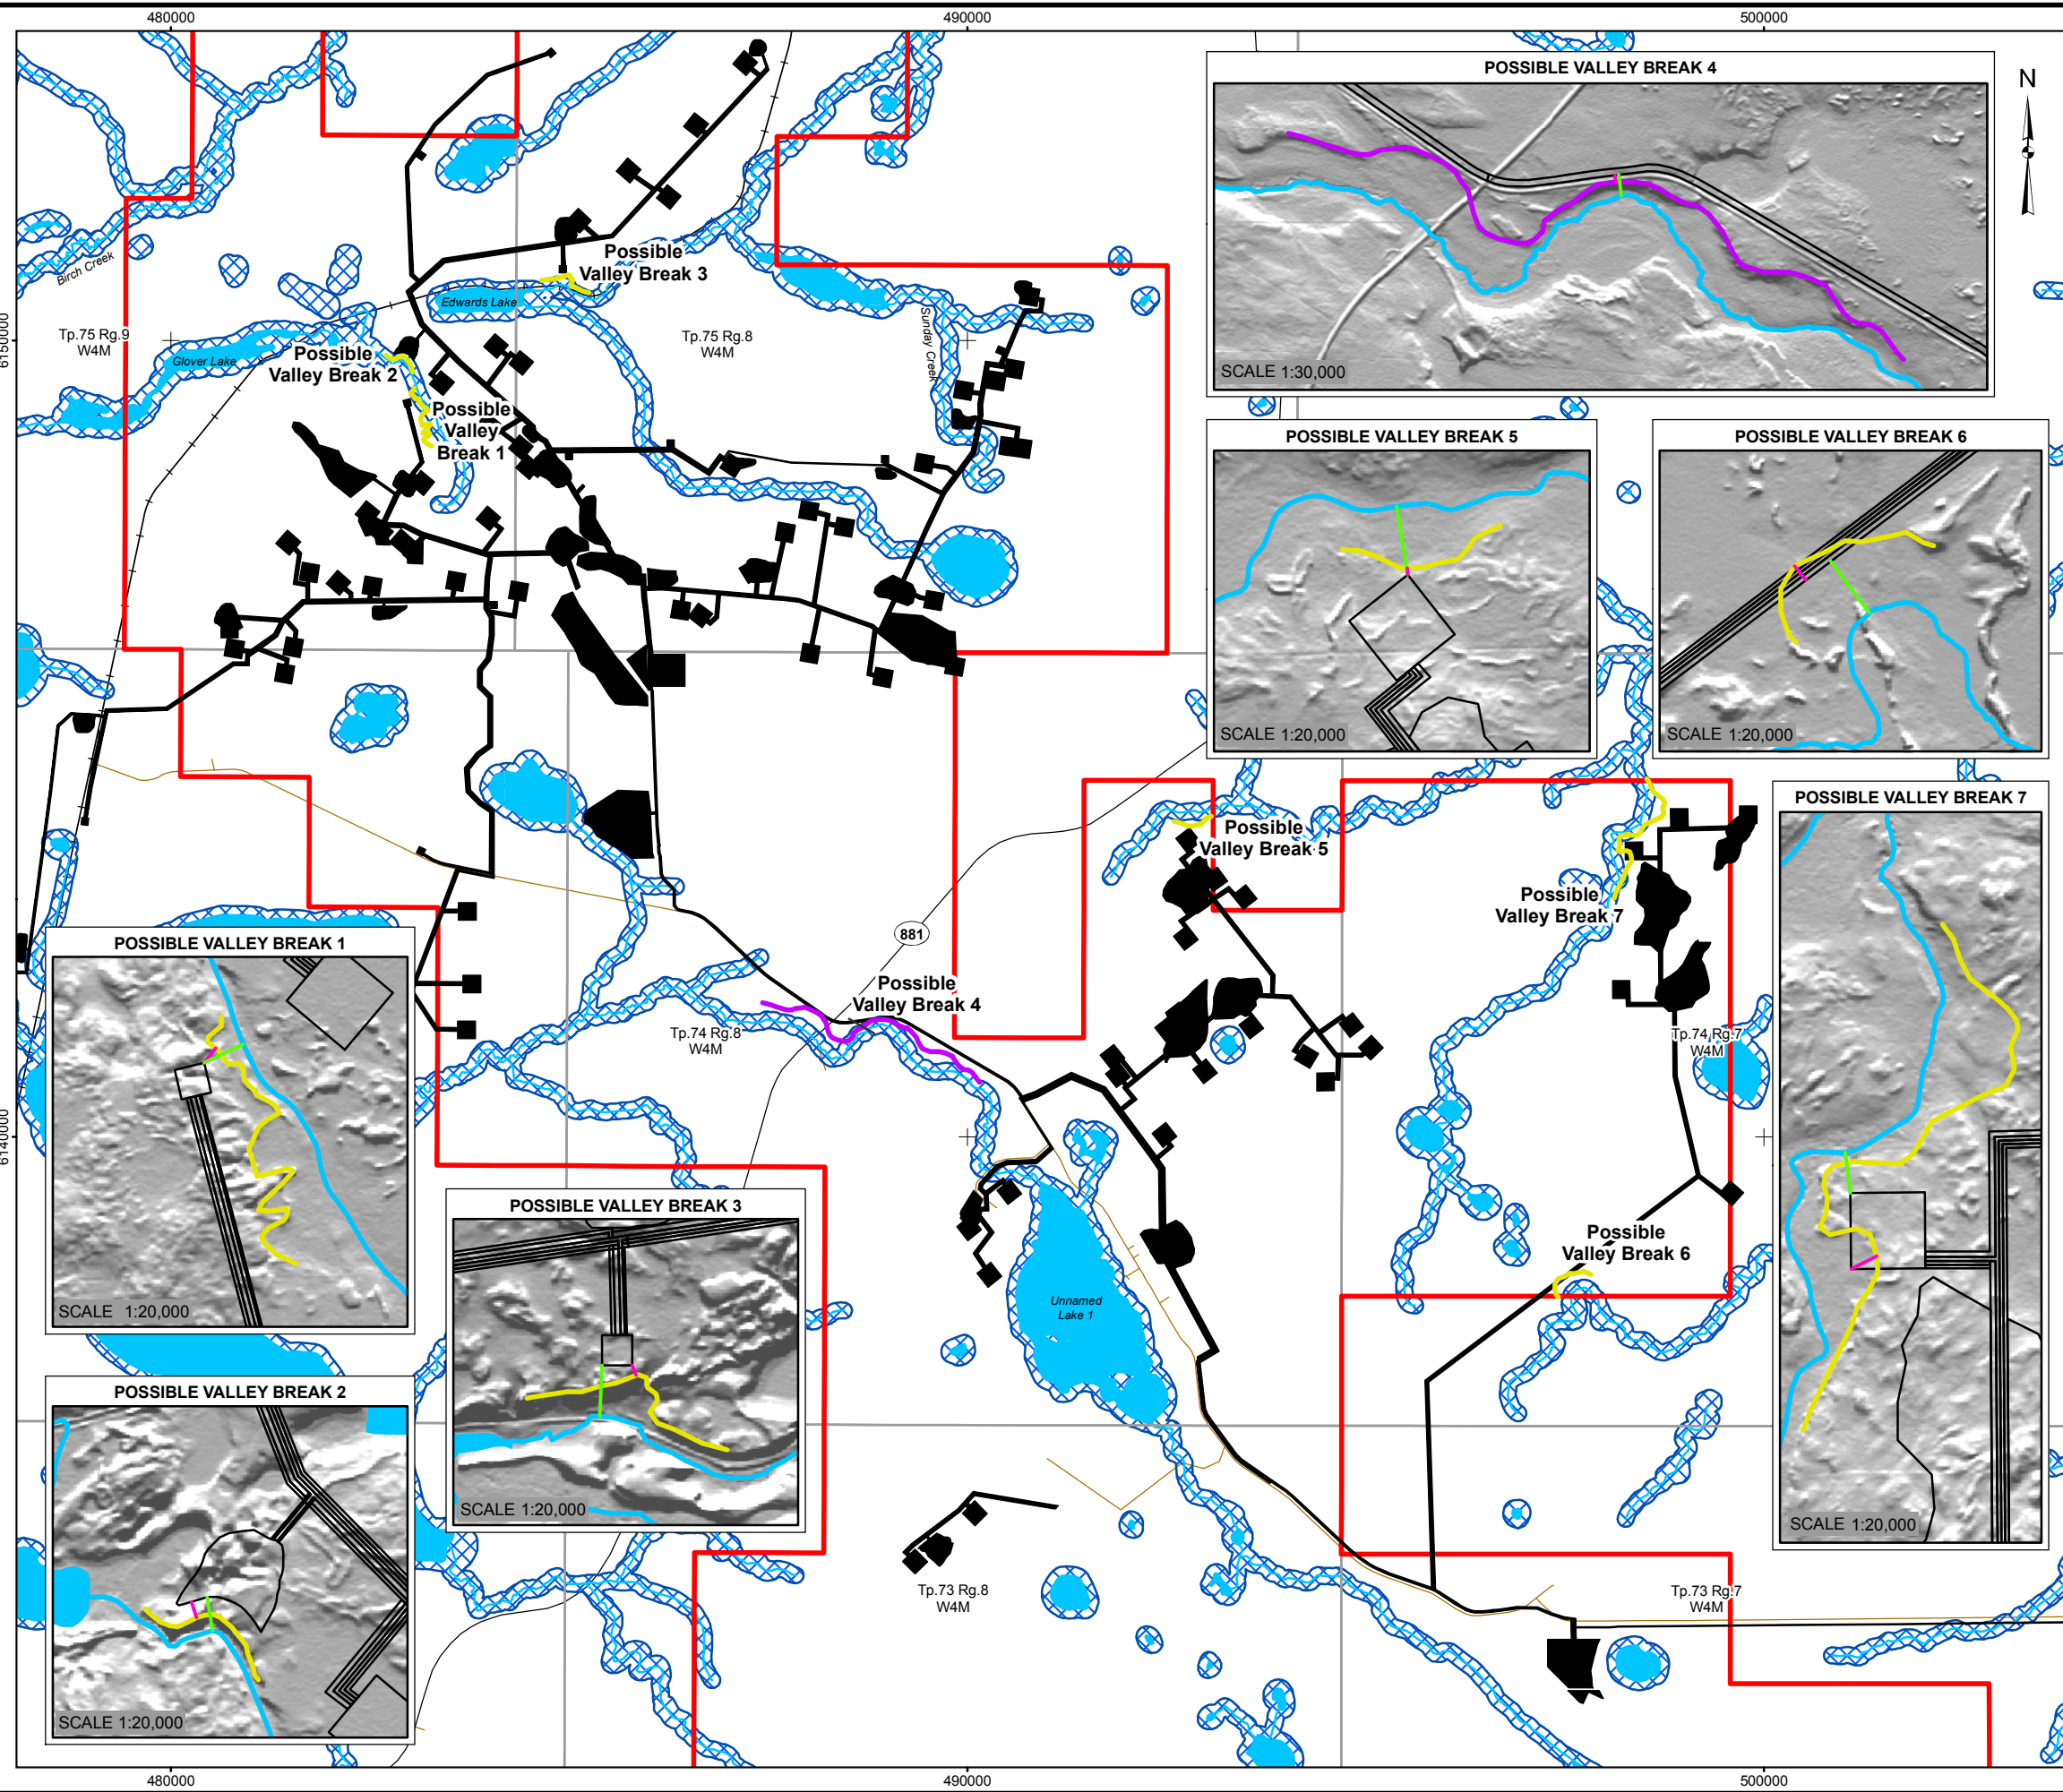 480000
490000
500000
POSSIBLE VALLEY BREAK 4
N
SCALE 1:30,000
Possible
Valley Break 3
Birch Creek
Edwards Lake
Sunday Creek
6150000
Tp.75 Rg.9
W4M
Tp.75 Rg.8
W4M
Glover Lake
Possible
Valley Break 2
Possible
Valley
Break 1
POSSIBLE VALLEY BREAK 5
SCALE 1:20,000
POSSIBLE VALLEY BREAK 6
SCALE 1:20,000
POSSIBLE VALLEY BREAK 7
SCALE 1:20,000
Possible
Valley Break 5
Possible
Valley Break 7
881
POSSIBLE VALLEY BREAK 1
SCALE 1:20,000
Possible
Valley Break 4
Tp.74 Rg.8
W4M
Tp.74 Rg.7
W4M
6140000
POSSIBLE VALLEY BREAK 3
SCALE 1:20,000
Possible
Valley Break 6
Unnamed
Lake 1
POSSIBLE VALLEY BREAK 2
SCALE 1:20,000
Tp.73 Rg.8
W4M
Tp.73 Rg.7
W4M
480000
490000
500000